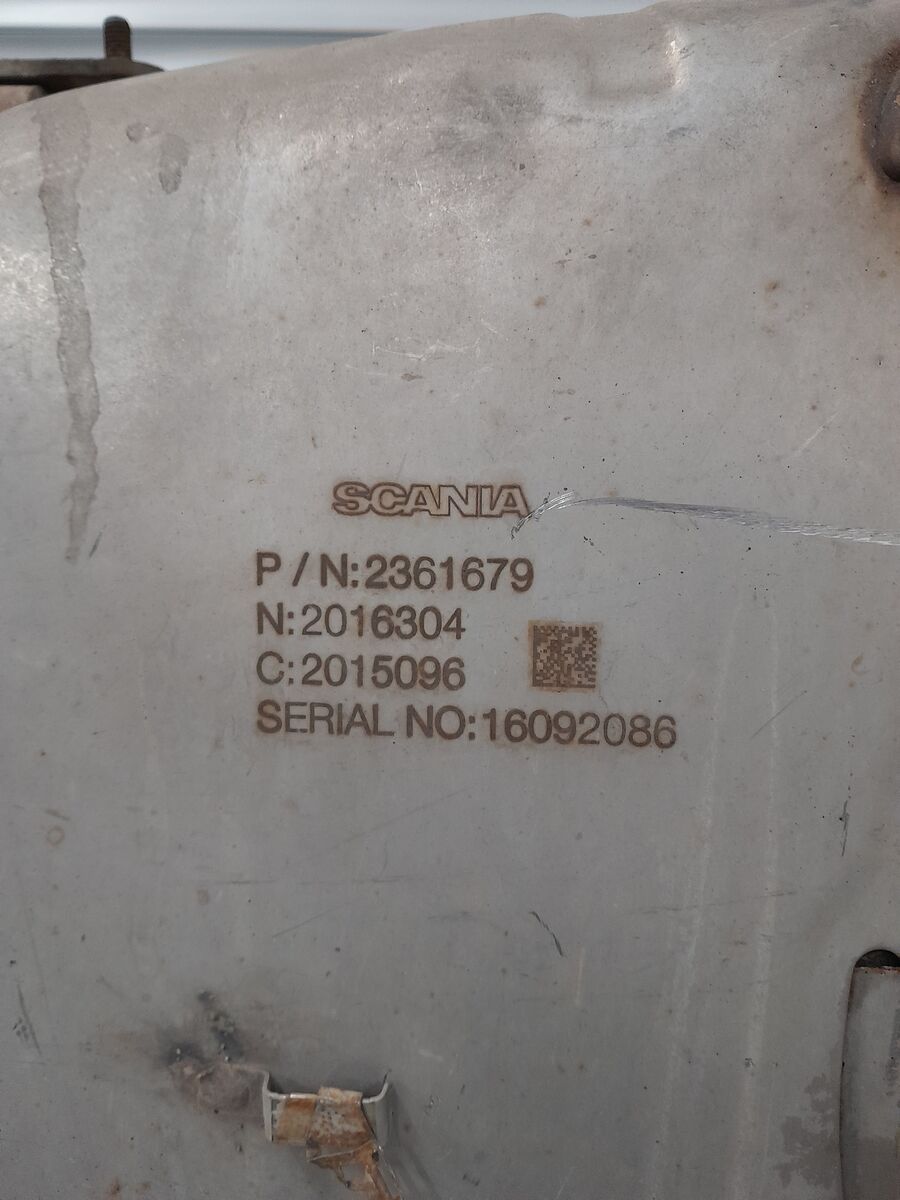 SCANIA
P / N:2361679
N:2016304
C:2015096
SERIAL NO:16092086